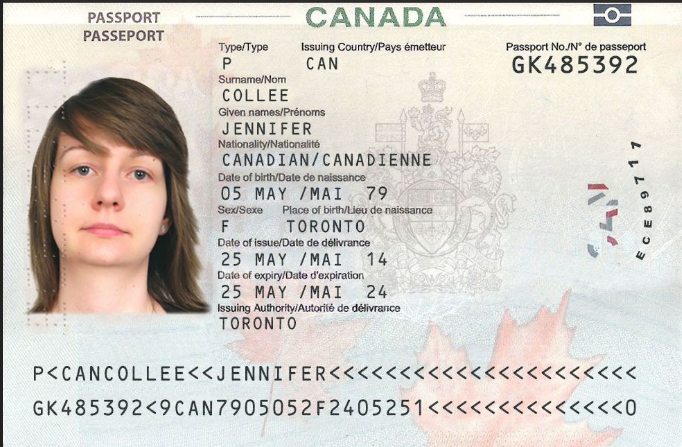 PASSPORT
PASSEPORT
CANADA
Type/Type Issuing Country/Pays émetteur Passport No./N° de passeport
P CAN GK485392
Surname/Nom
COLLEE
Given names/Prénoms
JENNIFER
Nationality/Nationalité
CANADIAN/CANADIENNE
Date of birth/Date de naissance
05 MAY /MAI 79
Sex/Sexe Place of birth/Lieu de naissance
F TORONTO
Date of issue/Date de délivrance
25 MAY /MAI 14
Date of expiry/Date d'expiration
25 MAY /MAI 24
Issuing Authority/Autorité de délivrance
TORONTO
CAN
ECE89717
P<CANCOLLEE<<JENNIFER<<<<<<<<<<<<<<<<<<<<<<<
GK485392<9CAN7905052F2405251<<<<<<<<<<<<<<<0